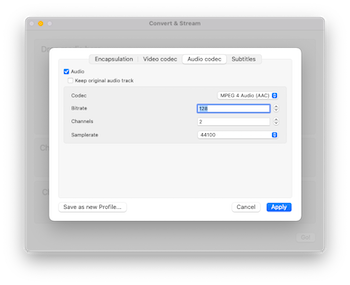 Convert & Stream
Encapsulation
Video codec
Audio codec
Subtitles
Audio
Keep original audio track
Codec
MPEG 4 Audio (AAC)
Bitrate
128
Channels
2
Samplerate
44100
Save as new Profile...
Cancel
Apply